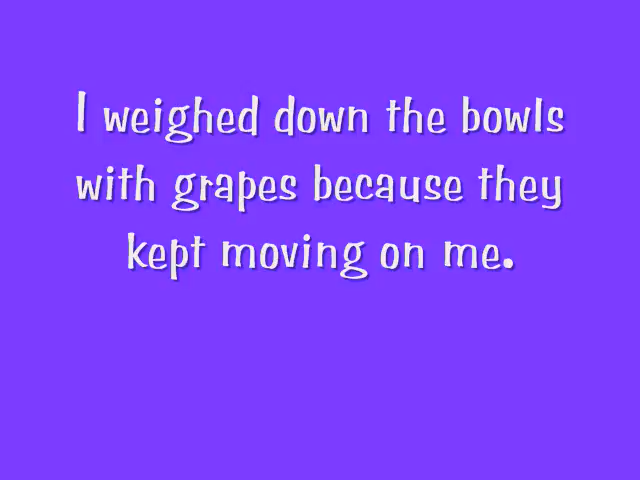 I weighed down the bowls
with grapes because they
kept moving on me.